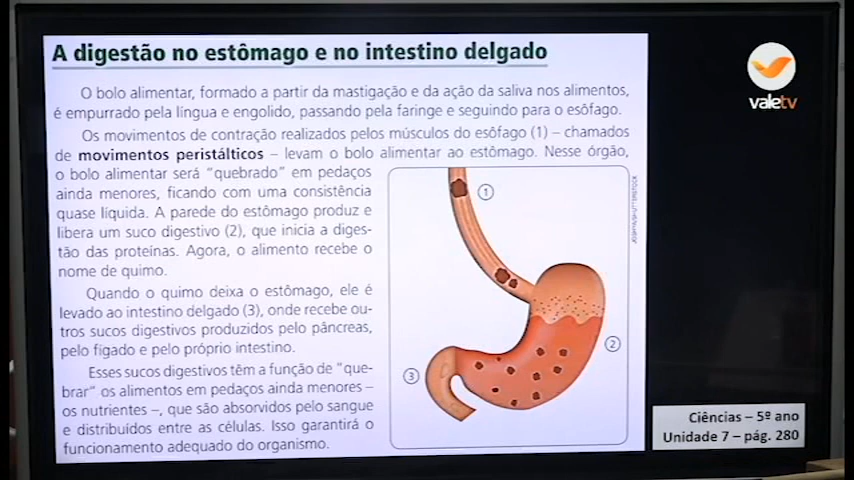 A digestão no estômago e no intestino delgado
O bolo alimentar, formado a partir da mastigação e da ação da saliva nos alimentos,
é empurrado pela língua e engolido, passando pela faringe e seguindo para o esôfago.
Os movimentos de contração realizados pelos músculos do esôfago (1) – chamados
de movimentos peristálticos – levam o bolo alimentar ao estômago. Nesse órgão,
o bolo alimentar será "quebrado" em pedaços
ainda menores, ficando com uma consistência
quase líquida. A parede do estômago produz e
libera um suco digestivo (2), que inicia a diges-
tão das proteínas. Agora, o alimento recebe o
nome de quimo.
Quando o quimo deixa o estômago, ele é
levado ao intestino delgado (3), onde recebe ou-
tros sucos digestivos produzidos pelo pâncreas,
pelo fígado e pelo próprio intestino.
Esses sucos digestivos têm a função de "que-
brar" os alimentos em pedaços ainda menores –
os nutrientes –, que são absorvidos pelo sangue
e distribuídos entre as células. Isso garantirá o
funcionamento adequado do organismo.
1
2
3
valetv
Ciências – 5º ano
Unidade 7 – pág. 280